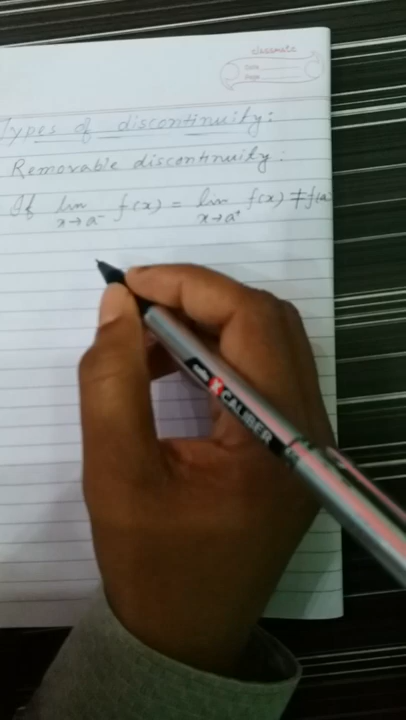 classmate
Date
Page
Types of discontinuity:
Removable discontinuity:
If lim x→a⁻ f(x) = lim x→a⁺ f(x) ≠ f(a
X CALIBER